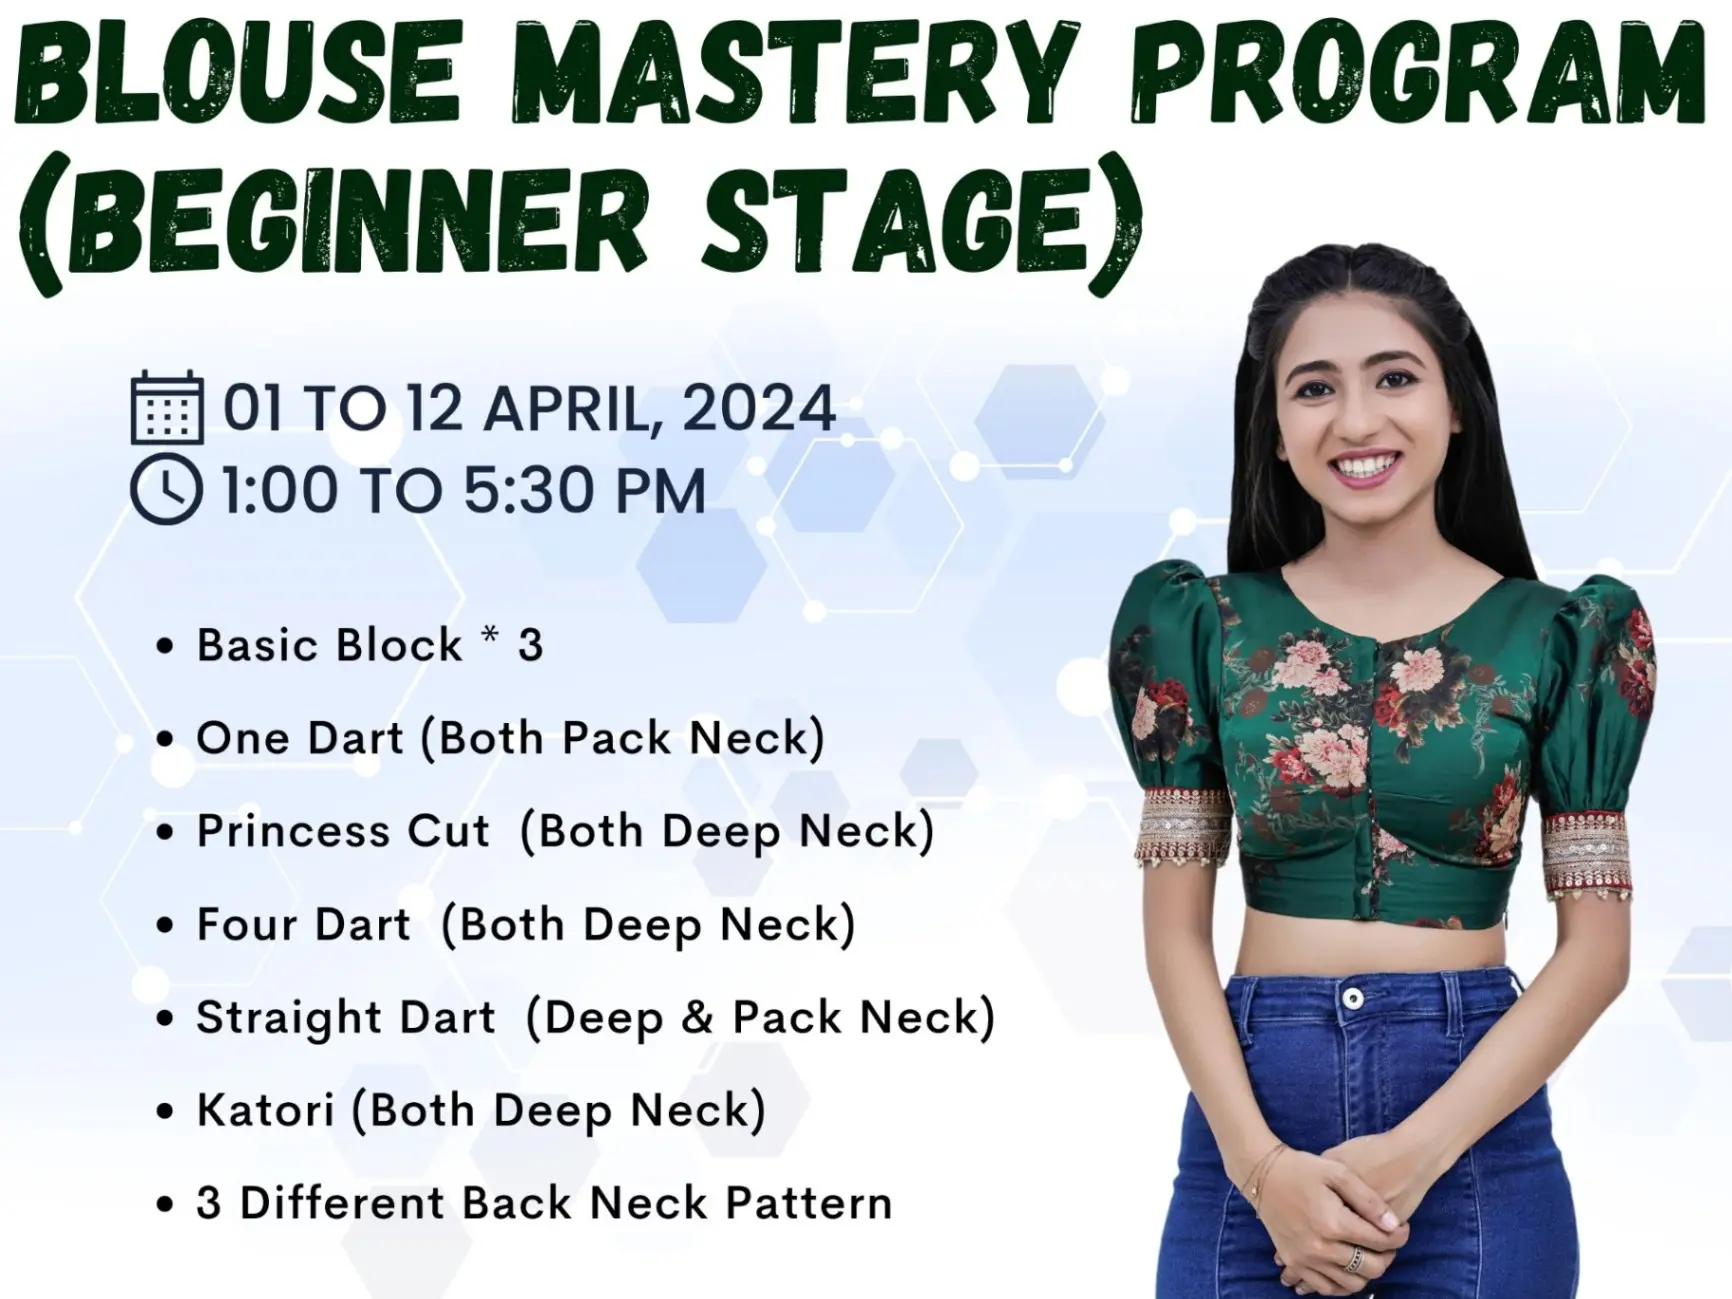 BLOUSE MASTERY PROGRAM
(BEGINNER STAGE)
01 TO 12 APRIL, 2024
1:00 TO 5:30 PM
• Basic Block * 3
• One Dart (Both Pack Neck)
• Princess Cut (Both Deep Neck)
• Four Dart (Both Deep Neck)
• Straight Dart (Deep & Pack Neck)
• Katori (Both Deep Neck)
• 3 Different Back Neck Pattern